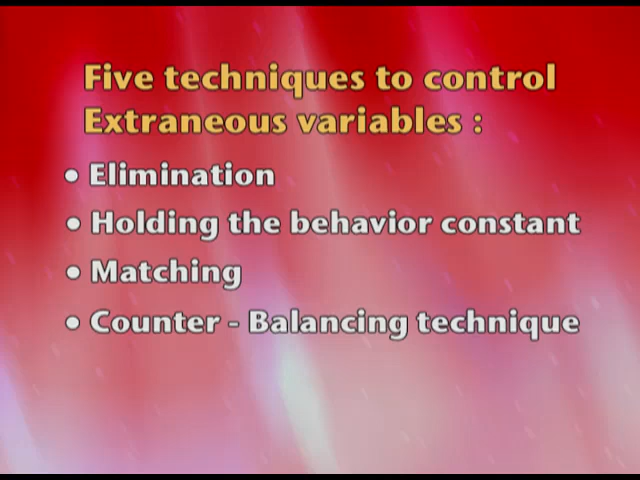 Five techniques to control
Extraneous variables :
• Elimination
• Holding the behavior constant
• Matching
• Counter - Balancing technique